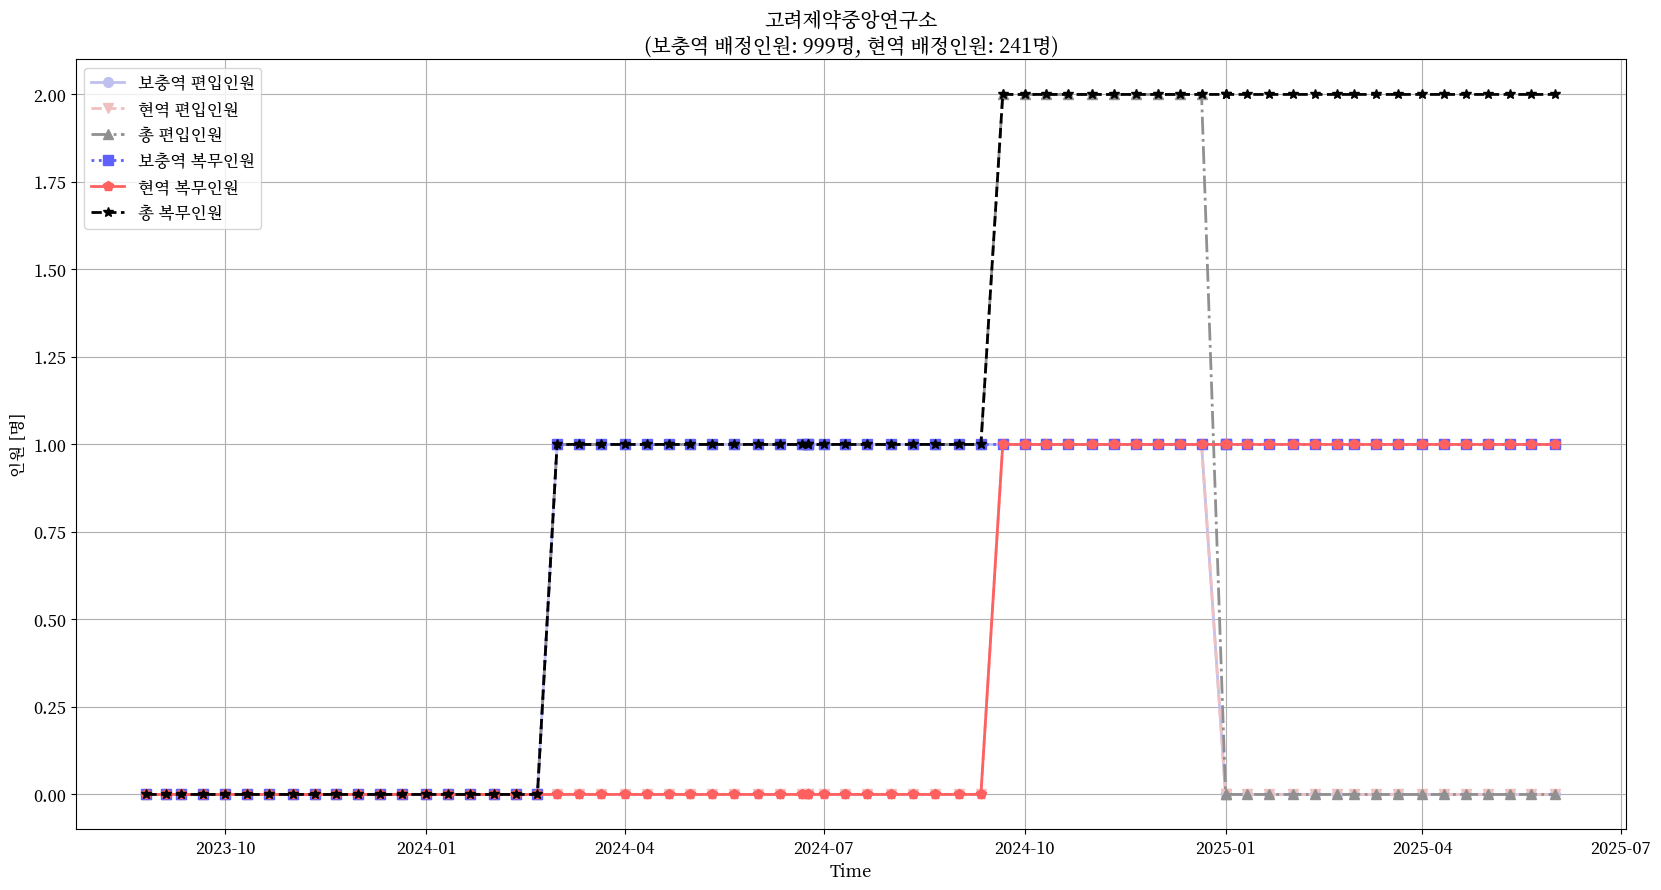 고려제약중앙연구소
(보충역 배정인원: 999명, 현역 배정인원: 241명)
보충역 편입인원
현역 편입인원
총 편입인원
보충역 복무인원
현역 복무인원
총 복무인원
2.00
1.75
1.50
1.25
1.00
0.75
0.50
0.25
0.00
인원 [명]
2023-10
2024-01
2024-04
2024-07
2024-10
2025-01
2025-04
2025-07
Time